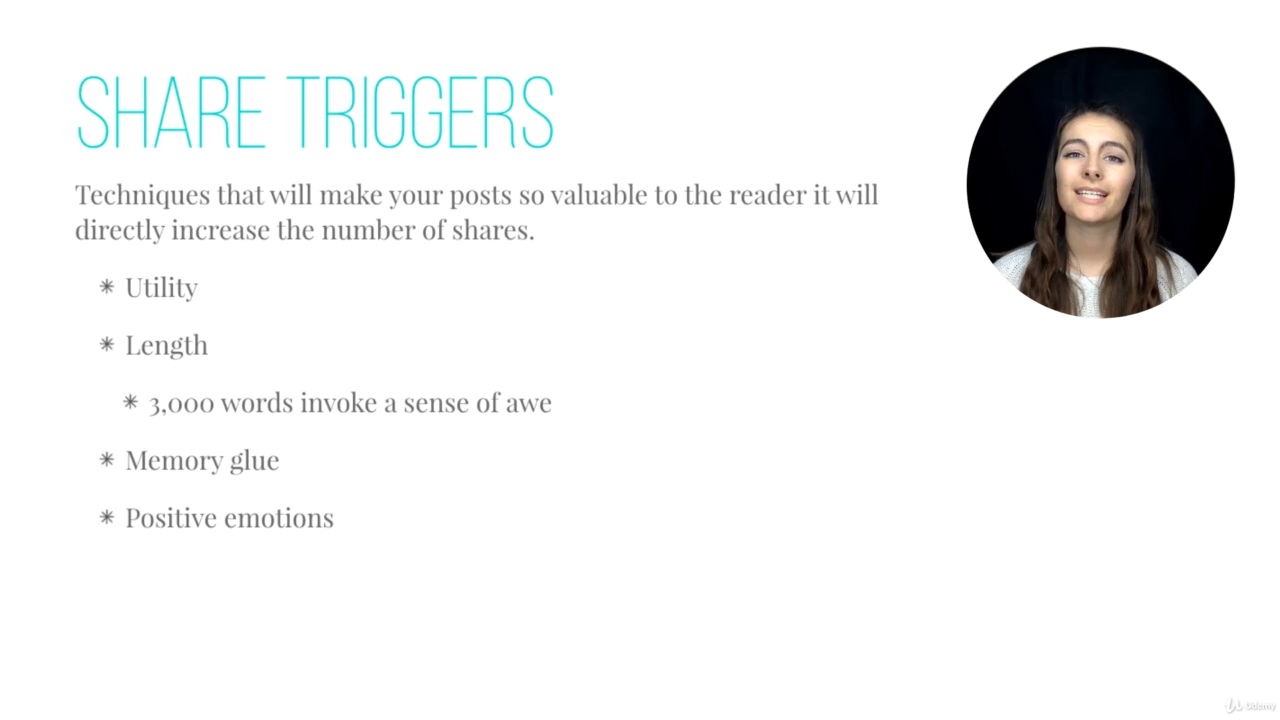 SHARE TRIGGERS
Techniques that will make your posts so valuable to the reader it will
directly increase the number of shares.
* Utility
* Length
* 3,000 words invoke a sense of awe
* Memory glue
* Positive emotions
Udemy